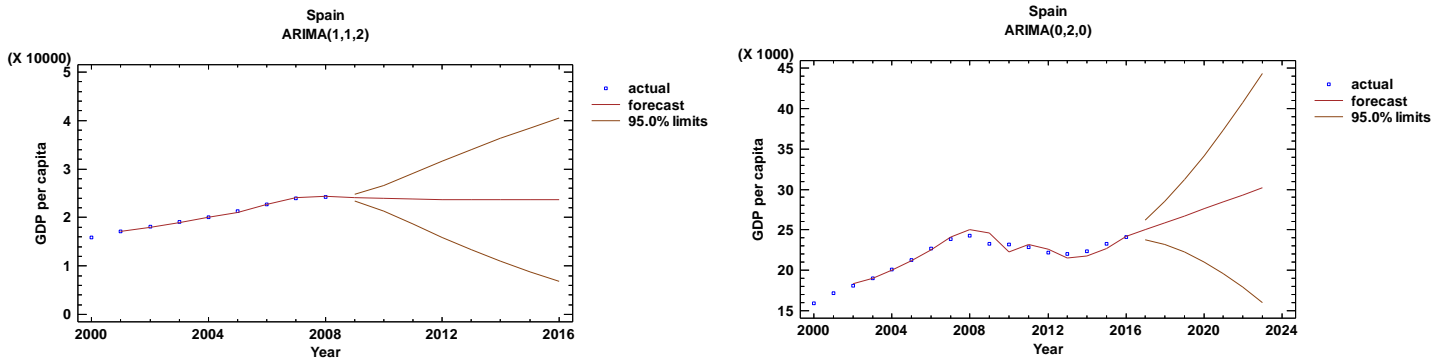 Spain
ARIMA(1,1,2)
(X 10000)
5
4
3
2
1
0
GDP per capita
2000 2004 2008 2012 2016
Year
actual
forecast
95.0% limits
Spain
ARIMA(0,2,0)
(X 1000)
45
40
35
30
25
20
15
GDP per capita
2000 2004 2008 2012 2016 2020 2024
Year
actual
forecast
95.0% limits